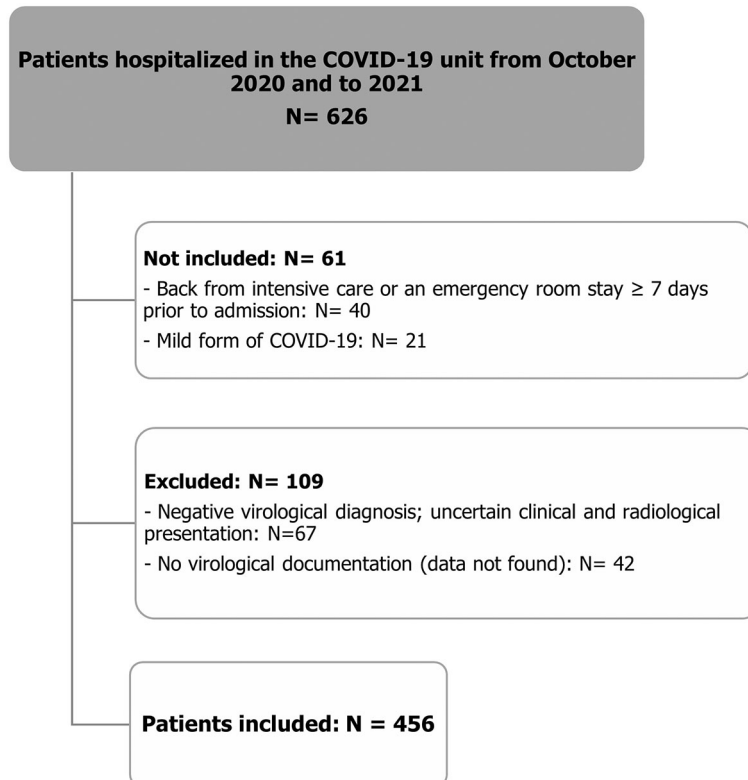 Patients hospitalized in the COVID-19 unit from October
2020 and to 2021
N= 626
Not included: N= 61
- Back from intensive care or an emergency room stay ≥ 7 days
prior to admission: N= 40
- Mild form of COVID-19: N= 21
Excluded: N= 109
- Negative virological diagnosis; uncertain clinical and radiological
presentation: N=67
- No virological documentation (data not found): N= 42
Patients included: N = 456